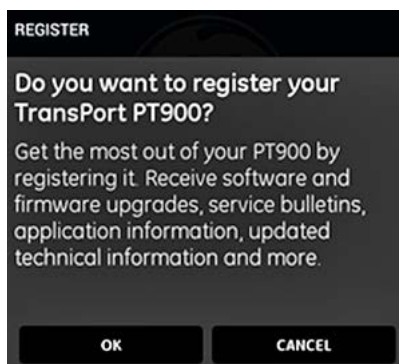 REGISTER
Do you want to register your
TransPort PT900?
Get the most out of your PT900 by
registering it. Receive software and
firmware upgrades, service bulletins,
application information, updated
technical information and more.
OK
CANCEL